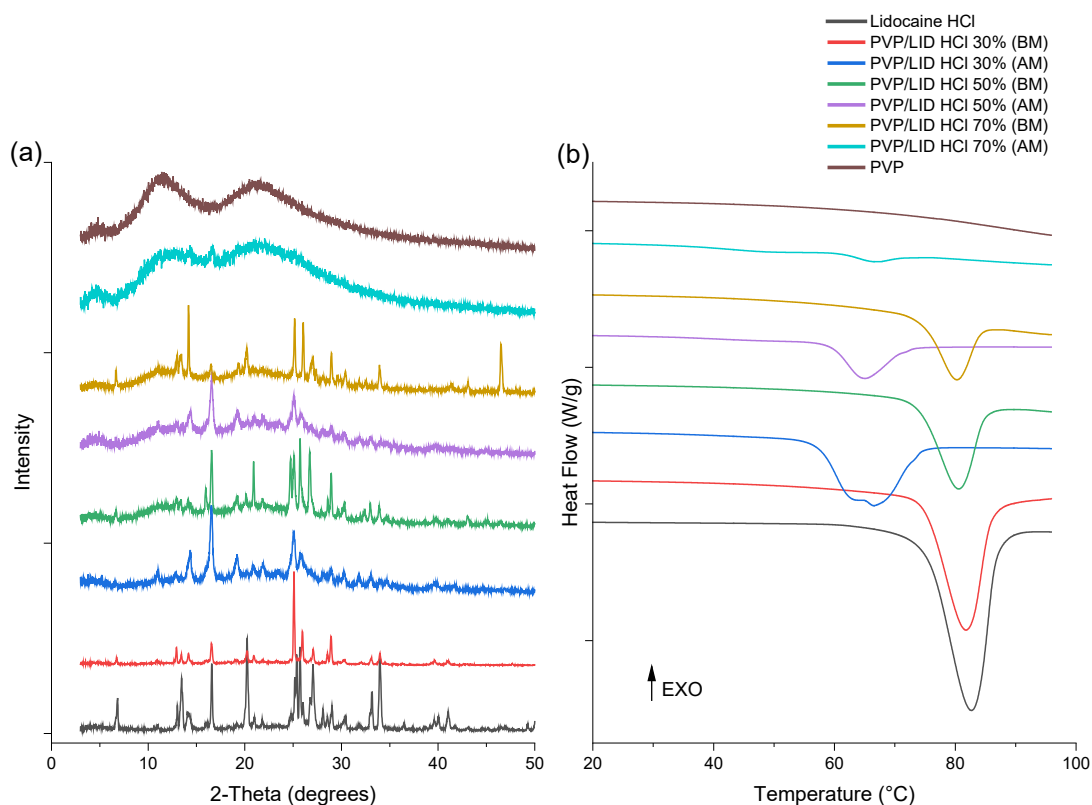 Lidocaine HCl
PVP/LID HCl 30% (BM)
PVP/LID HCl 30% (AM)
PVP/LID HCl 50% (BM)
PVP/LID HCl 50% (AM)
PVP/LID HCl 70% (BM)
PVP/LID HCl 70% (AM)
PVP
(a)
Intensity
0 10 20 30 40 50
2-Theta (degrees)
(b)
Heat Flow (W/g)
EXO
20 40 60 80 100
Temperature (°C)